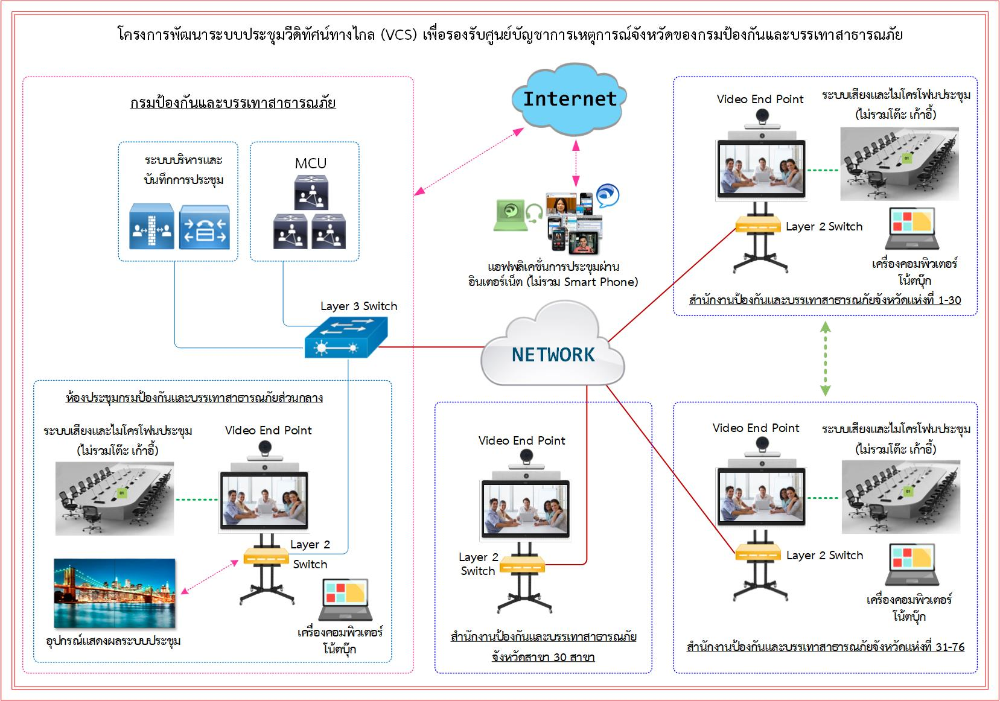 โครงการพัฒนาระบบประชุมวีดิทัศน์ทางไกล (VCS) เพื่อรองรับศูนย์บัญชาการเหตุการณ์จังหวัดของกรมป้องกันและบรรเทาสาธารณภัย
กรมป้องกันและบรรเทาสาธารณภัย
ระบบบริหารและ
บันทึกการประชุม
MCU
Layer 3 Switch
ห้องประชุมกรมป้องกันและบรรเทาสาธารณภัยส่วนกลาง
ระบบเสียงและไมโครโฟนประชุม
(ไม่รวมโต๊ะ เก้าอี้)
01
Video End Point
Layer 2
Switch
อุปกรณ์แสดงผลระบบประชุม
เครื่องคอมพิวเตอร์
โน้ตบุ๊ก
Internet
แอฟพลิเคชั่นการประชุมผ่าน
อินเตอร์เน็ต (ไม่รวม Smart Phone)
NETWORK
Video End Point
Layer 2
Switch
สำนักงานป้องกันและบรรเทาสาธารณภัย
จังหวัดสาขา 30 สาขา
Video End Point
ระบบเสียงและไมโครโฟนประชุม
(ไม่รวมโต๊ะ เก้าอี้)
01
Layer 2 Switch
เครื่องคอมพิวเตอร์
โน้ตบุ๊ก
สำนักงานป้องกันและบรรเทาสาธารณภัยจังหวัดแห่งที่ 1-30
Video End Point
ระบบเสียงและไมโครโฟนประชุม
(ไม่รวมโต๊ะ เก้าอี้)
01
Layer 2 Switch
เครื่องคอมพิวเตอร์
โน้ตบุ๊ก
สำนักงานป้องกันและบรรเทาสาธารณภัยจังหวัดแห่งที่ 31-76